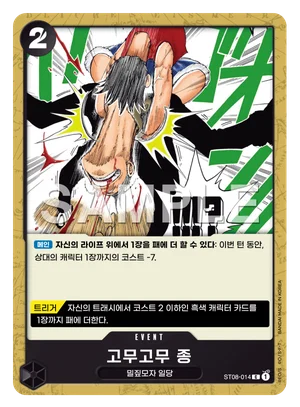 2
SAMPLE
메인 자신의 라이프 위에서 1장을 패에 더 할 수 있다: 이번 턴 동안,
상대의 캐릭터 1장까지의 코스트 -7.
트리거 자신의 트래시에서 코스트 2 이하인 흑색 캐릭터 카드를
1장까지 패에 더한다.
EVENT
고무고무 종
밀짚모자 일당
ST08-014 C
1